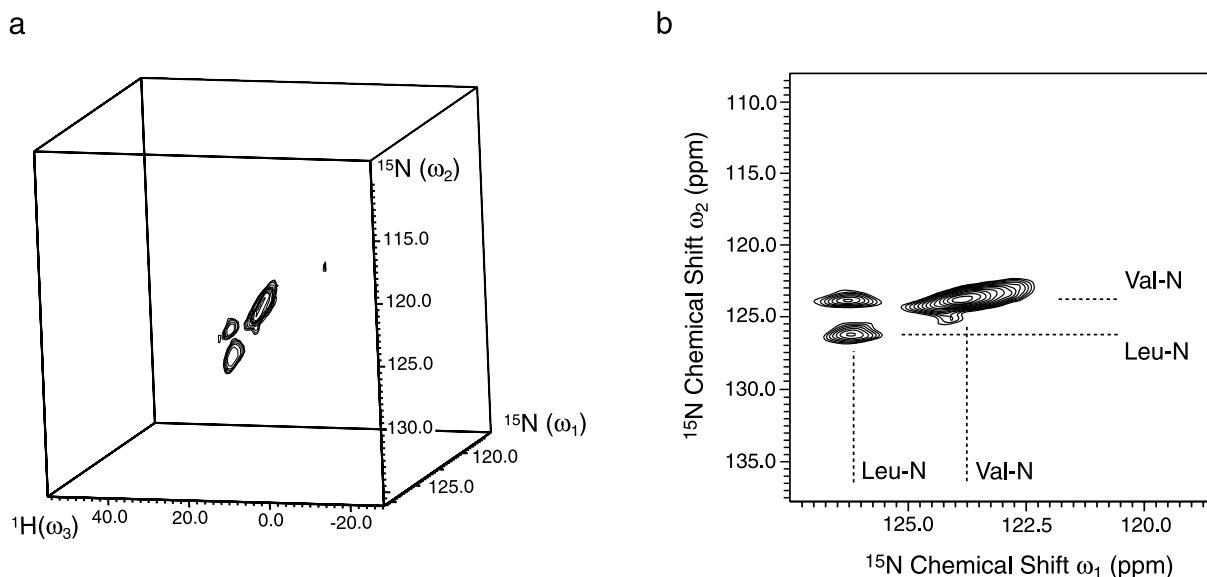 a
¹⁵N (ω₂)
115.0
120.0
125.0
130.0
¹⁵N (ω₁)
120.0
125.0
40.0 20.0 0.0 -20.0
¹H(ω₃)
b
110.0
115.0
120.0
125.0
130.0
135.0
¹⁵N Chemical Shift ω₂ (ppm)
Val-N
Leu-N
Leu-N Val-N
125.0 122.5 120.0
¹⁵N Chemical Shift ω₁ (ppm)